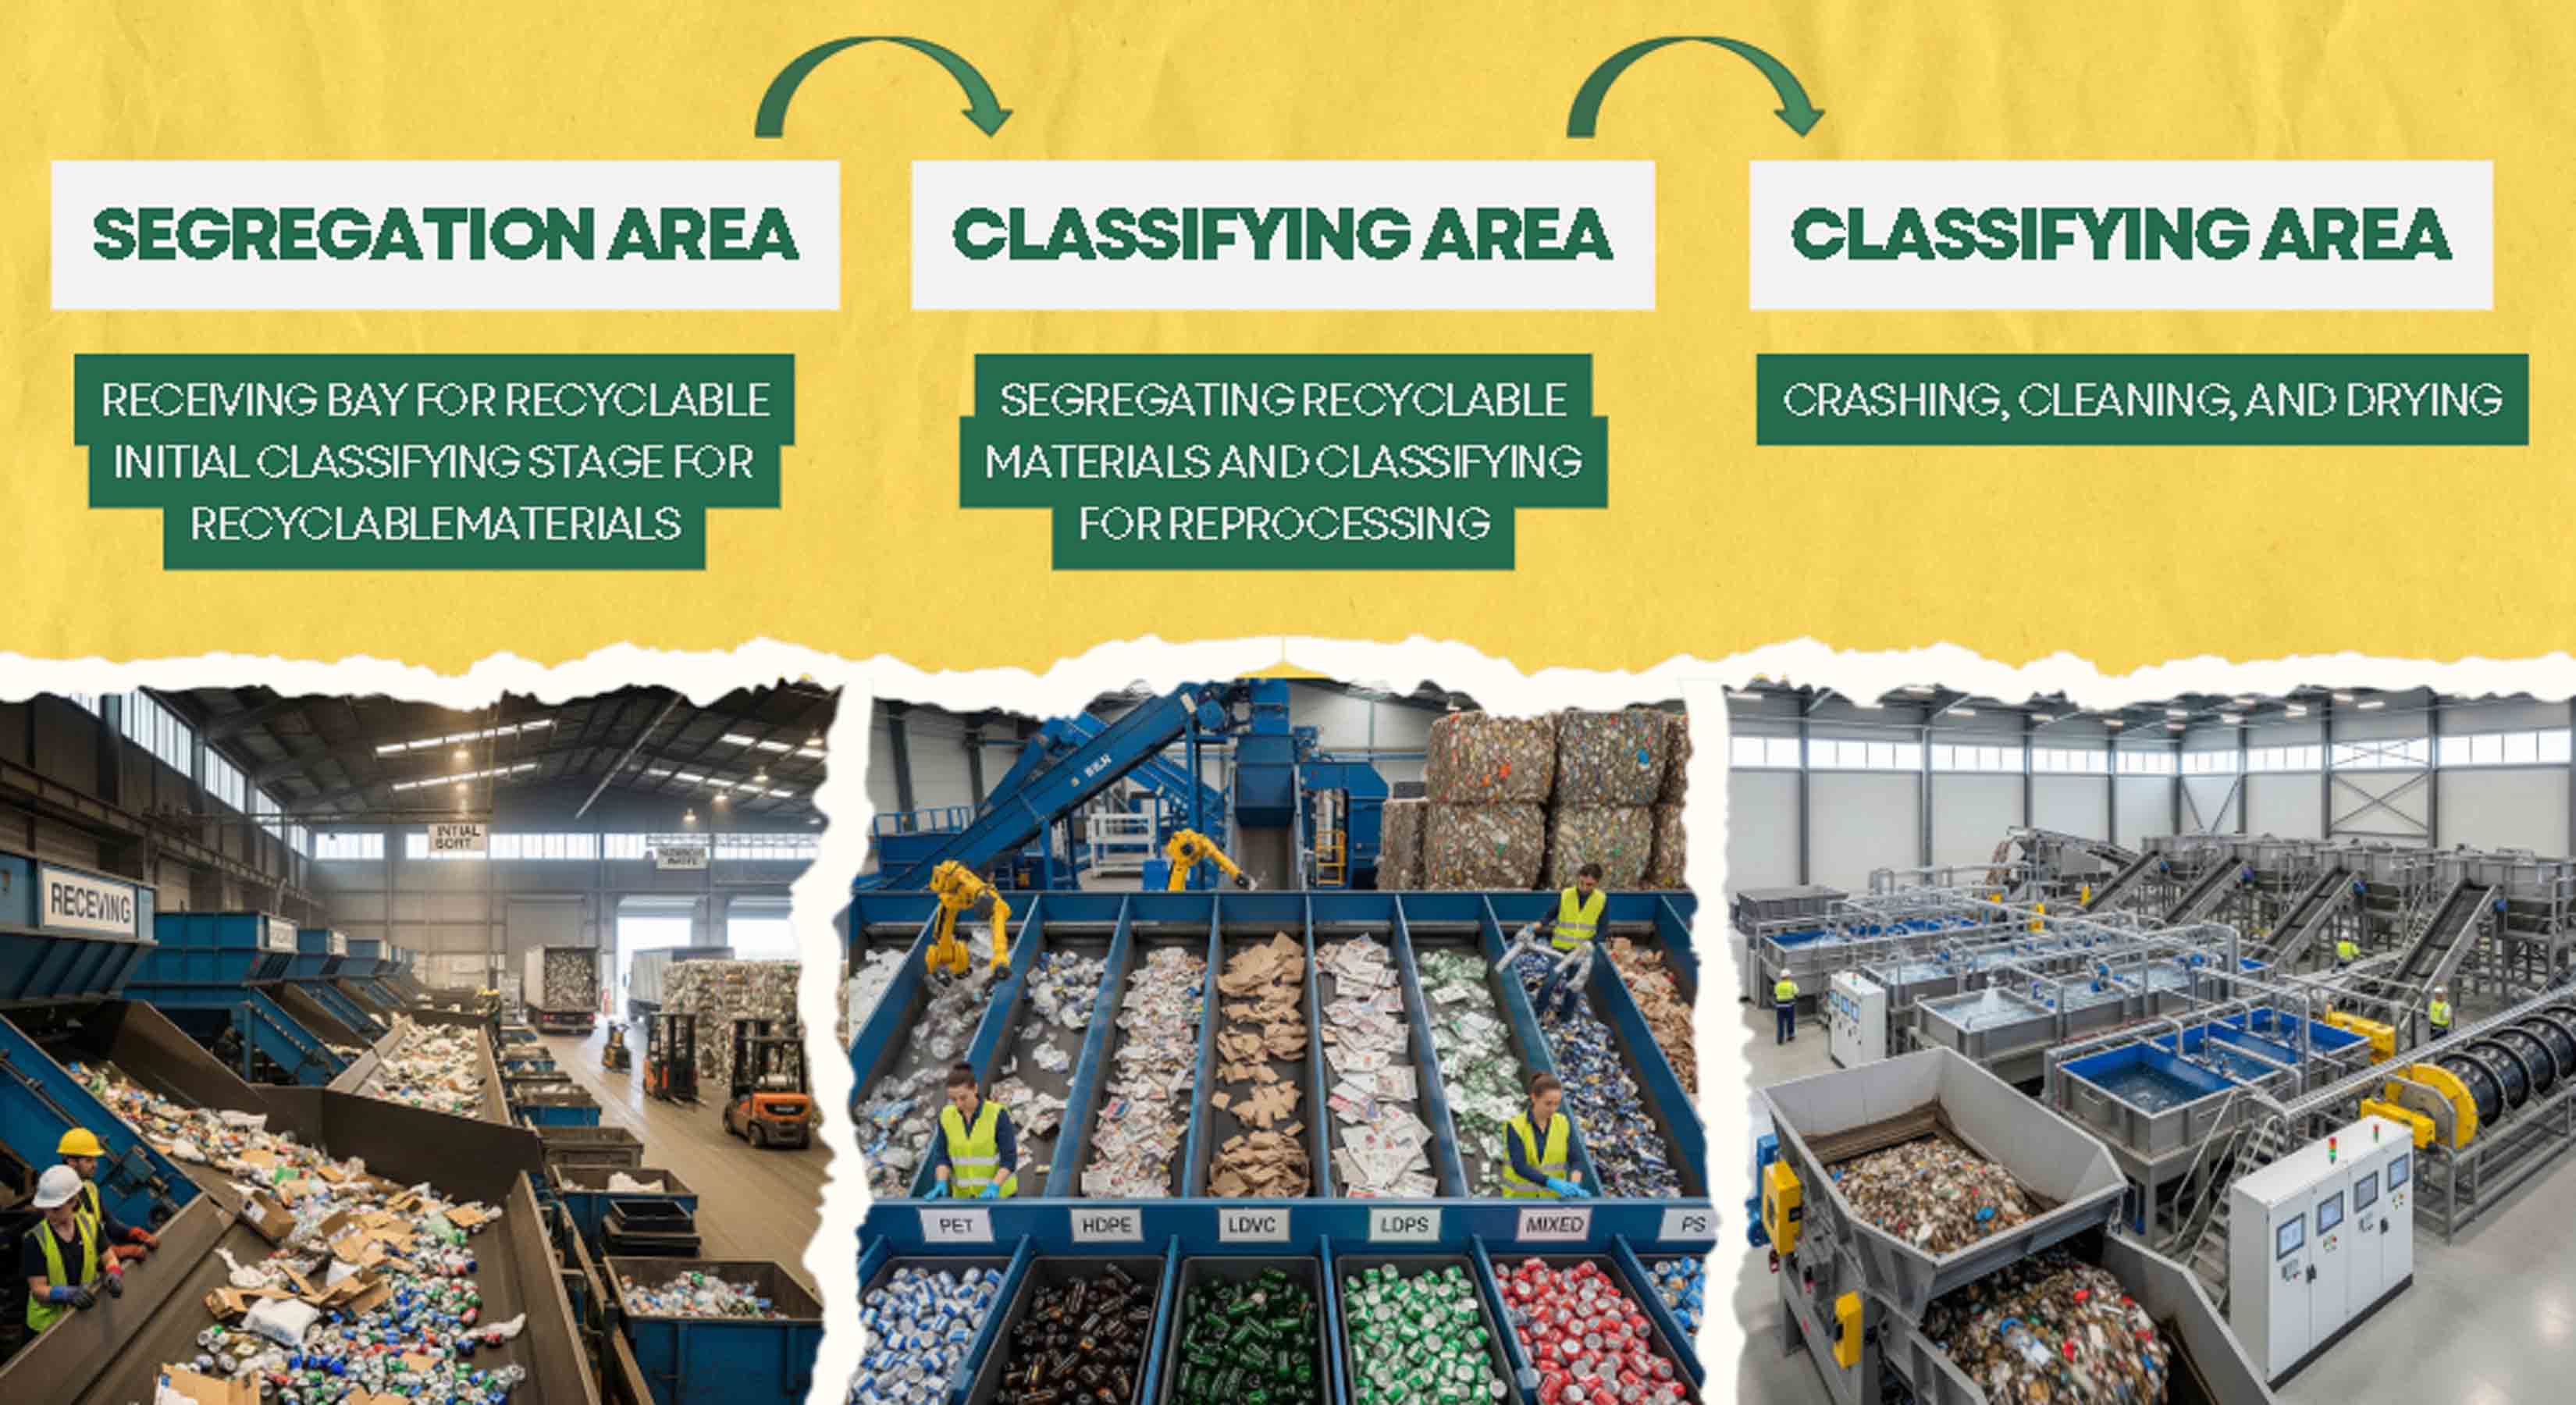 SEGREGATION AREA
RECEIVING BAY FOR RECYCLABLE
INITIAL CLASSIFYING STAGE FOR
RECYCLABLEMATERIALS
CLASSIFYING AREA
SEGREGATING RECYCLABLE
MATERIALS AND CLASSIFYING
FOR REPROCESSING
CLASSIFYING AREA
CRASHING, CLEANING, AND DRYING
INTIAL
SORT
RECEVING
PET
HDPE
LDVC
LDPS
MIXED
PS